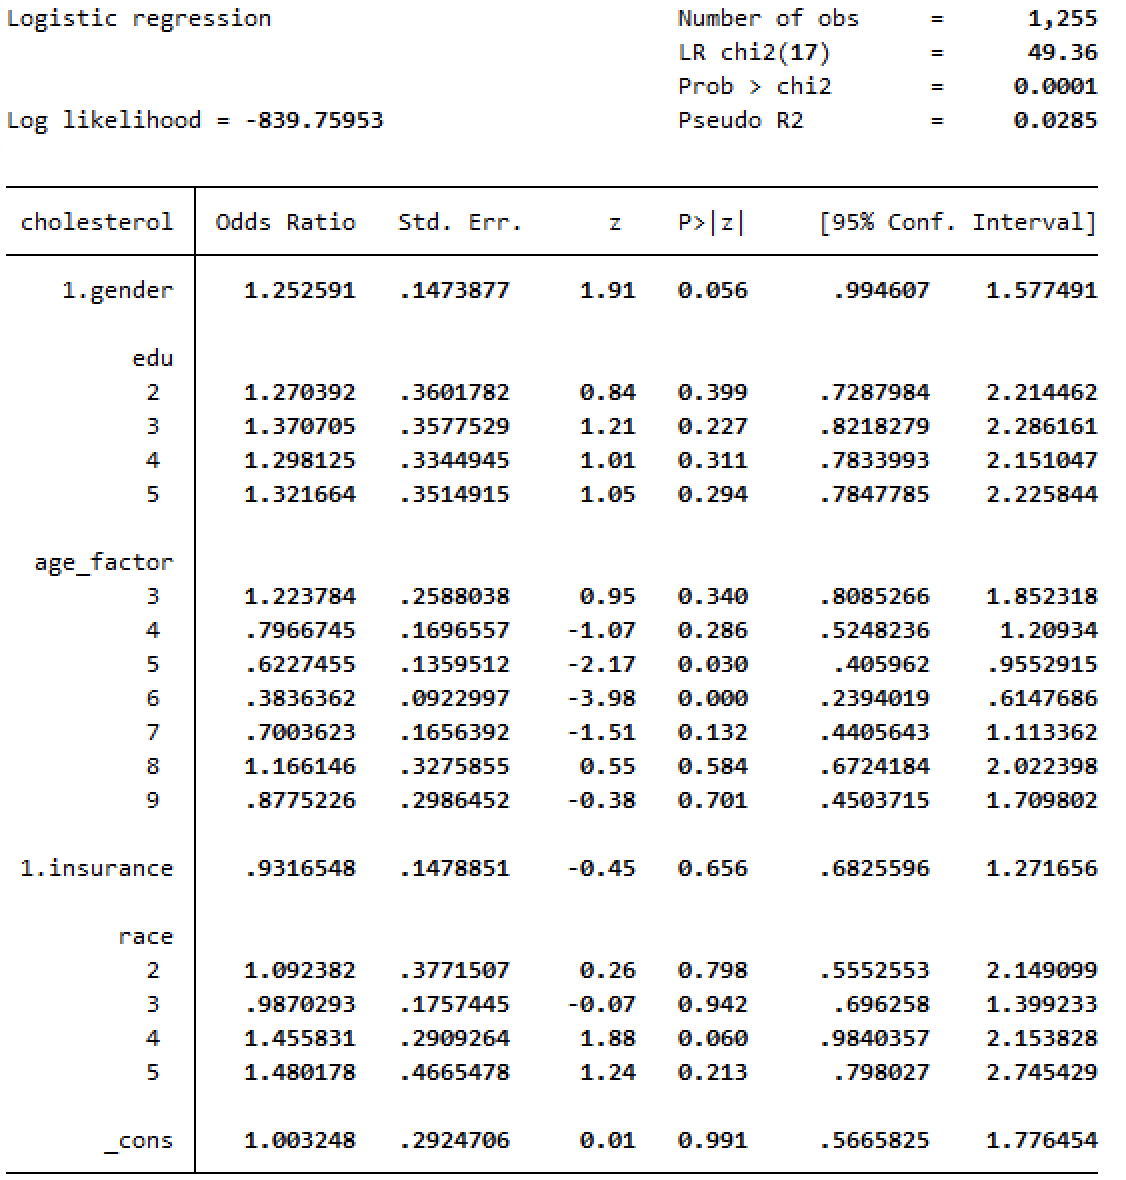 Logistic regression Number of obs = 1,255
LR chi2(17) = 49.36
Prob > chi2 = 0.0001
Log likelihood = -839.75953 Pseudo R2 = 0.0285
cholesterol Odds Ratio Std. Err. z P>|z| [95% Conf. Interval]
1.gender 1.252591 .1473877 1.91 0.056 .994607 1.577491
edu
2 1.270392 .3601782 0.84 0.399 .7287984 2.214462
3 1.370705 .3577529 1.21 0.227 .8218279 2.286161
4 1.298125 .3344945 1.01 0.311 .7833993 2.151047
5 1.321664 .3514915 1.05 0.294 .7847785 2.225844
age_factor
3 1.223784 .2588038 0.95 0.340 .8085266 1.852318
4 .7966745 .1696557 -1.07 0.286 .5248236 1.20934
5 .6227455 .1359512 -2.17 0.030 .405962 .9552915
6 .3836362 .0922997 -3.98 0.000 .2394019 .6147686
7 .7003623 .1656392 -1.51 0.132 .4405643 1.113362
8 1.166146 .3275855 0.55 0.584 .6724184 2.022398
9 .8775226 .2986452 -0.38 0.701 .4503715 1.709802
1.insurance .9316548 .1478851 -0.45 0.656 .6825596 1.271656
race
2 1.092382 .3771507 0.26 0.798 .5552553 2.149099
3 .9870293 .1757445 -0.07 0.942 .696258 1.399233
4 1.455831 .2909264 1.88 0.060 .9840357 2.153828
5 1.480178 .4665478 1.24 0.213 .798027 2.745429
_cons 1.003248 .2924706 0.01 0.991 .5665825 1.776454